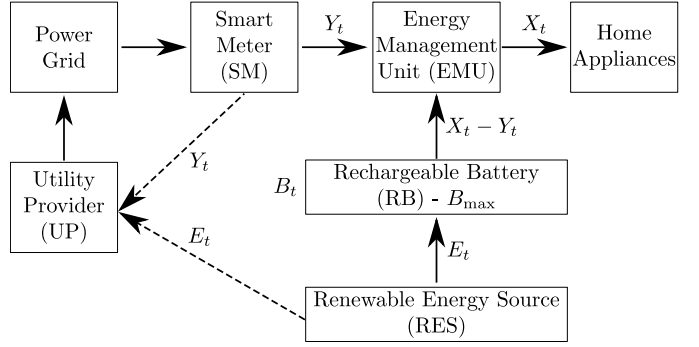 Power
Grid
Smart
Meter
(SM)
Y_t
Energy
Management
Unit (EMU)
X_t
Home
Appliances
X_t − Y_t
Y_t
Utility
Provider
(UP)
B_t
Rechargeable Battery
(RB) - B_max
E_t
E_t
Renewable Energy Source
(RES)